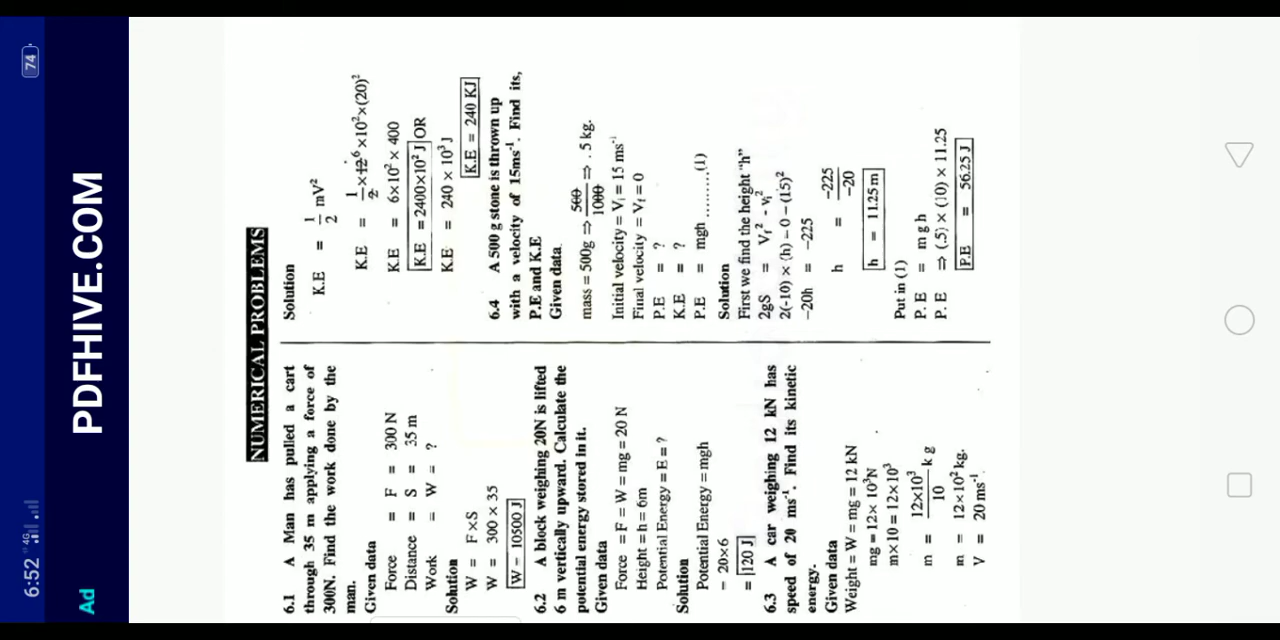 6:52
4G
74
Ad
PDFHIVE.COM
NUMERICAL PROBLEMS
6.1 A Man has pulled a cart
through 35 m applying a force of
300N. Find the work done by the
man.
Given data
Force = F = 300 N
Distance = S = 35 m
Work = W = ?
Solution
W = F×S
W = 300 × 35
W = 10500 J
6.2 A block weighing 20N is lifted
6 m vertically upward. Calculate the
potential energy stored in it.
Given data
Force = F = W = mg = 20 N
Height = h = 6m
Potential Energy = E = ?
Solution
Potential Energy = mgh
= 20×6
= 120 J
6.3 A car weighing 12 kN has
speed of 20 ms⁻¹. Find its kinetic
energy.
Given data
Weight = W = mg = 12 kN
mg = 12× 10³N
m×10 = 12×10³
m = 12×10³/10 kg
m = 12×10² kg.
V = 20 ms⁻¹
Solution
K.E = 1/2 mV²
K.E = 1/2 ×12⁶×10²×(20)²
K.E = 6×10² × 400
K.E = 2400×10² J OR
K.E = 240 × 10³ J
K.E = 240 KJ
6.4 A 500 g stone is thrown up
with a velocity of 15ms⁻¹. Find its,
P.E and K.E
Given data
mass = 500g ⇒ 500/1000 ⇒ .5 kg.
Initial velocity = Vi = 15 ms⁻¹
Final velocity = Vf = 0
P.E = ?
K.E = ?
P.E = mgh ..........(1)
Solution
First we find the height "h"
2gS = Vf² - vi²
2(-10) × (h) = 0 – (15)²
–20h = –225
h = -225/-20
h = 11.25 m
Put in (1)
P. E = m g h
P. E ⇒ (.5) × (10) × 11.25
P.E = 56.25 J